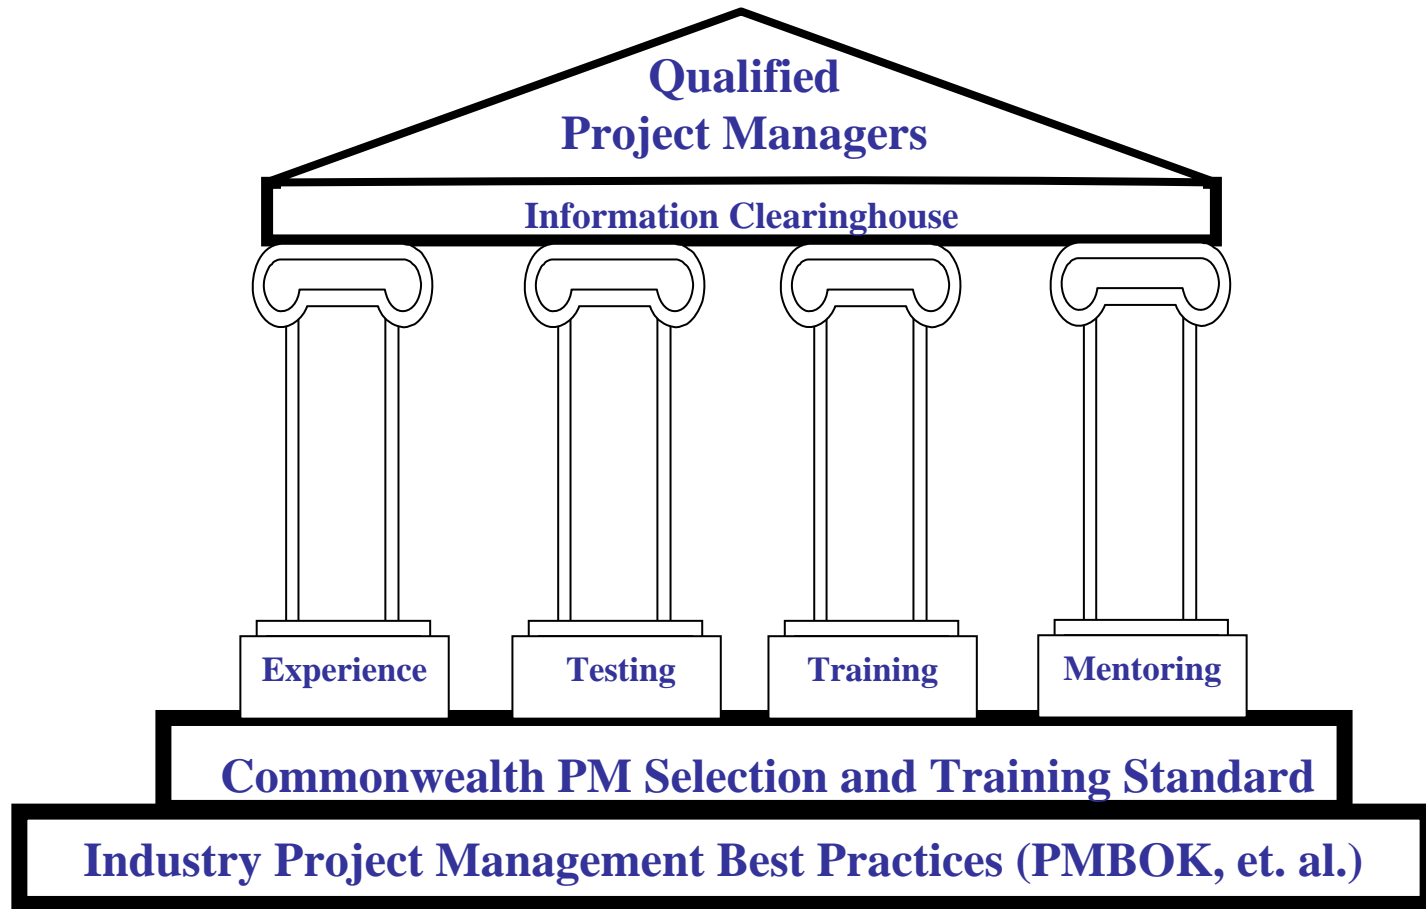 Qualified
Project Managers
Information Clearinghouse
Experience
Testing
Training
Mentoring
Commonwealth PM Selection and Training Standard
Industry Project Management Best Practices (PMBOK, et. al.)